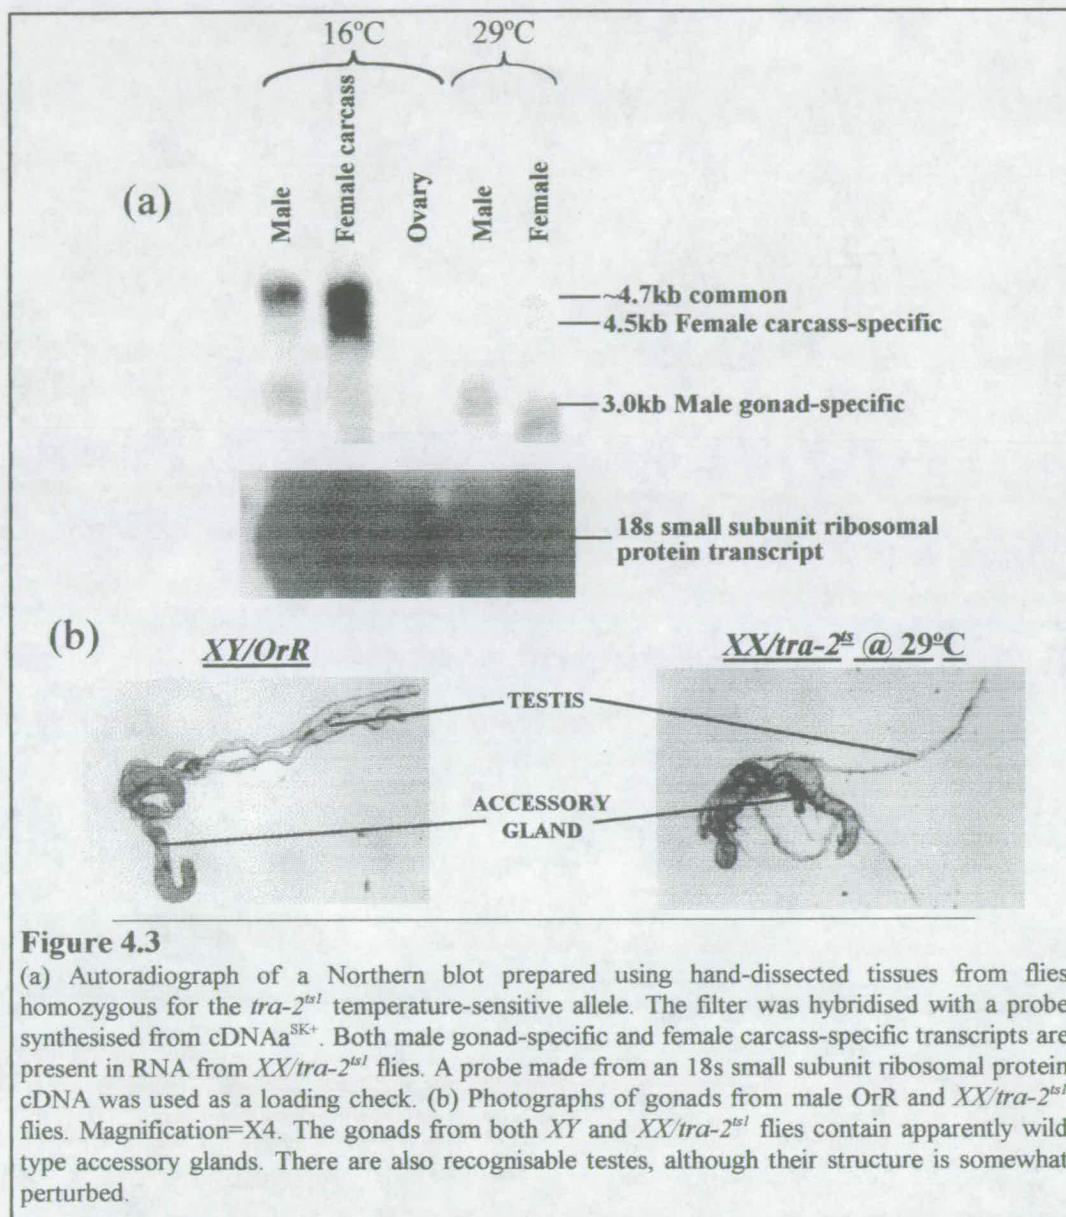 16°C 29°C
(a)
Male
Female carcass
Ovary
Male
Female
~4.7kb common
4.5kb Female carcass-specific
3.0kb Male gonad-specific
18s small subunit ribosomal
protein transcript
(b)
XY/OrR
XX/tra-2ts @ 29°C
TESTIS
ACCESSORY
GLAND
Figure 4.3
(a) Autoradiograph of a Northern blot prepared using hand-dissected tissues from flies
homozygous for the tra-2ts1 temperature-sensitive allele. The filter was hybridised with a probe
synthesised from cDNAaSK+. Both male gonad-specific and female carcass-specific transcripts are
present in RNA from XX/tra-2ts1 flies. A probe made from an 18s small subunit ribosomal protein
cDNA was used as a loading check. (b) Photographs of gonads from male OrR and XX/tra-2ts1
flies. Magnification=X4. The gonads from both XY and XX/tra-2ts1 flies contain apparently wild
type accessory glands. There are also recognisable testes, although their structure is somewhat
perturbed.